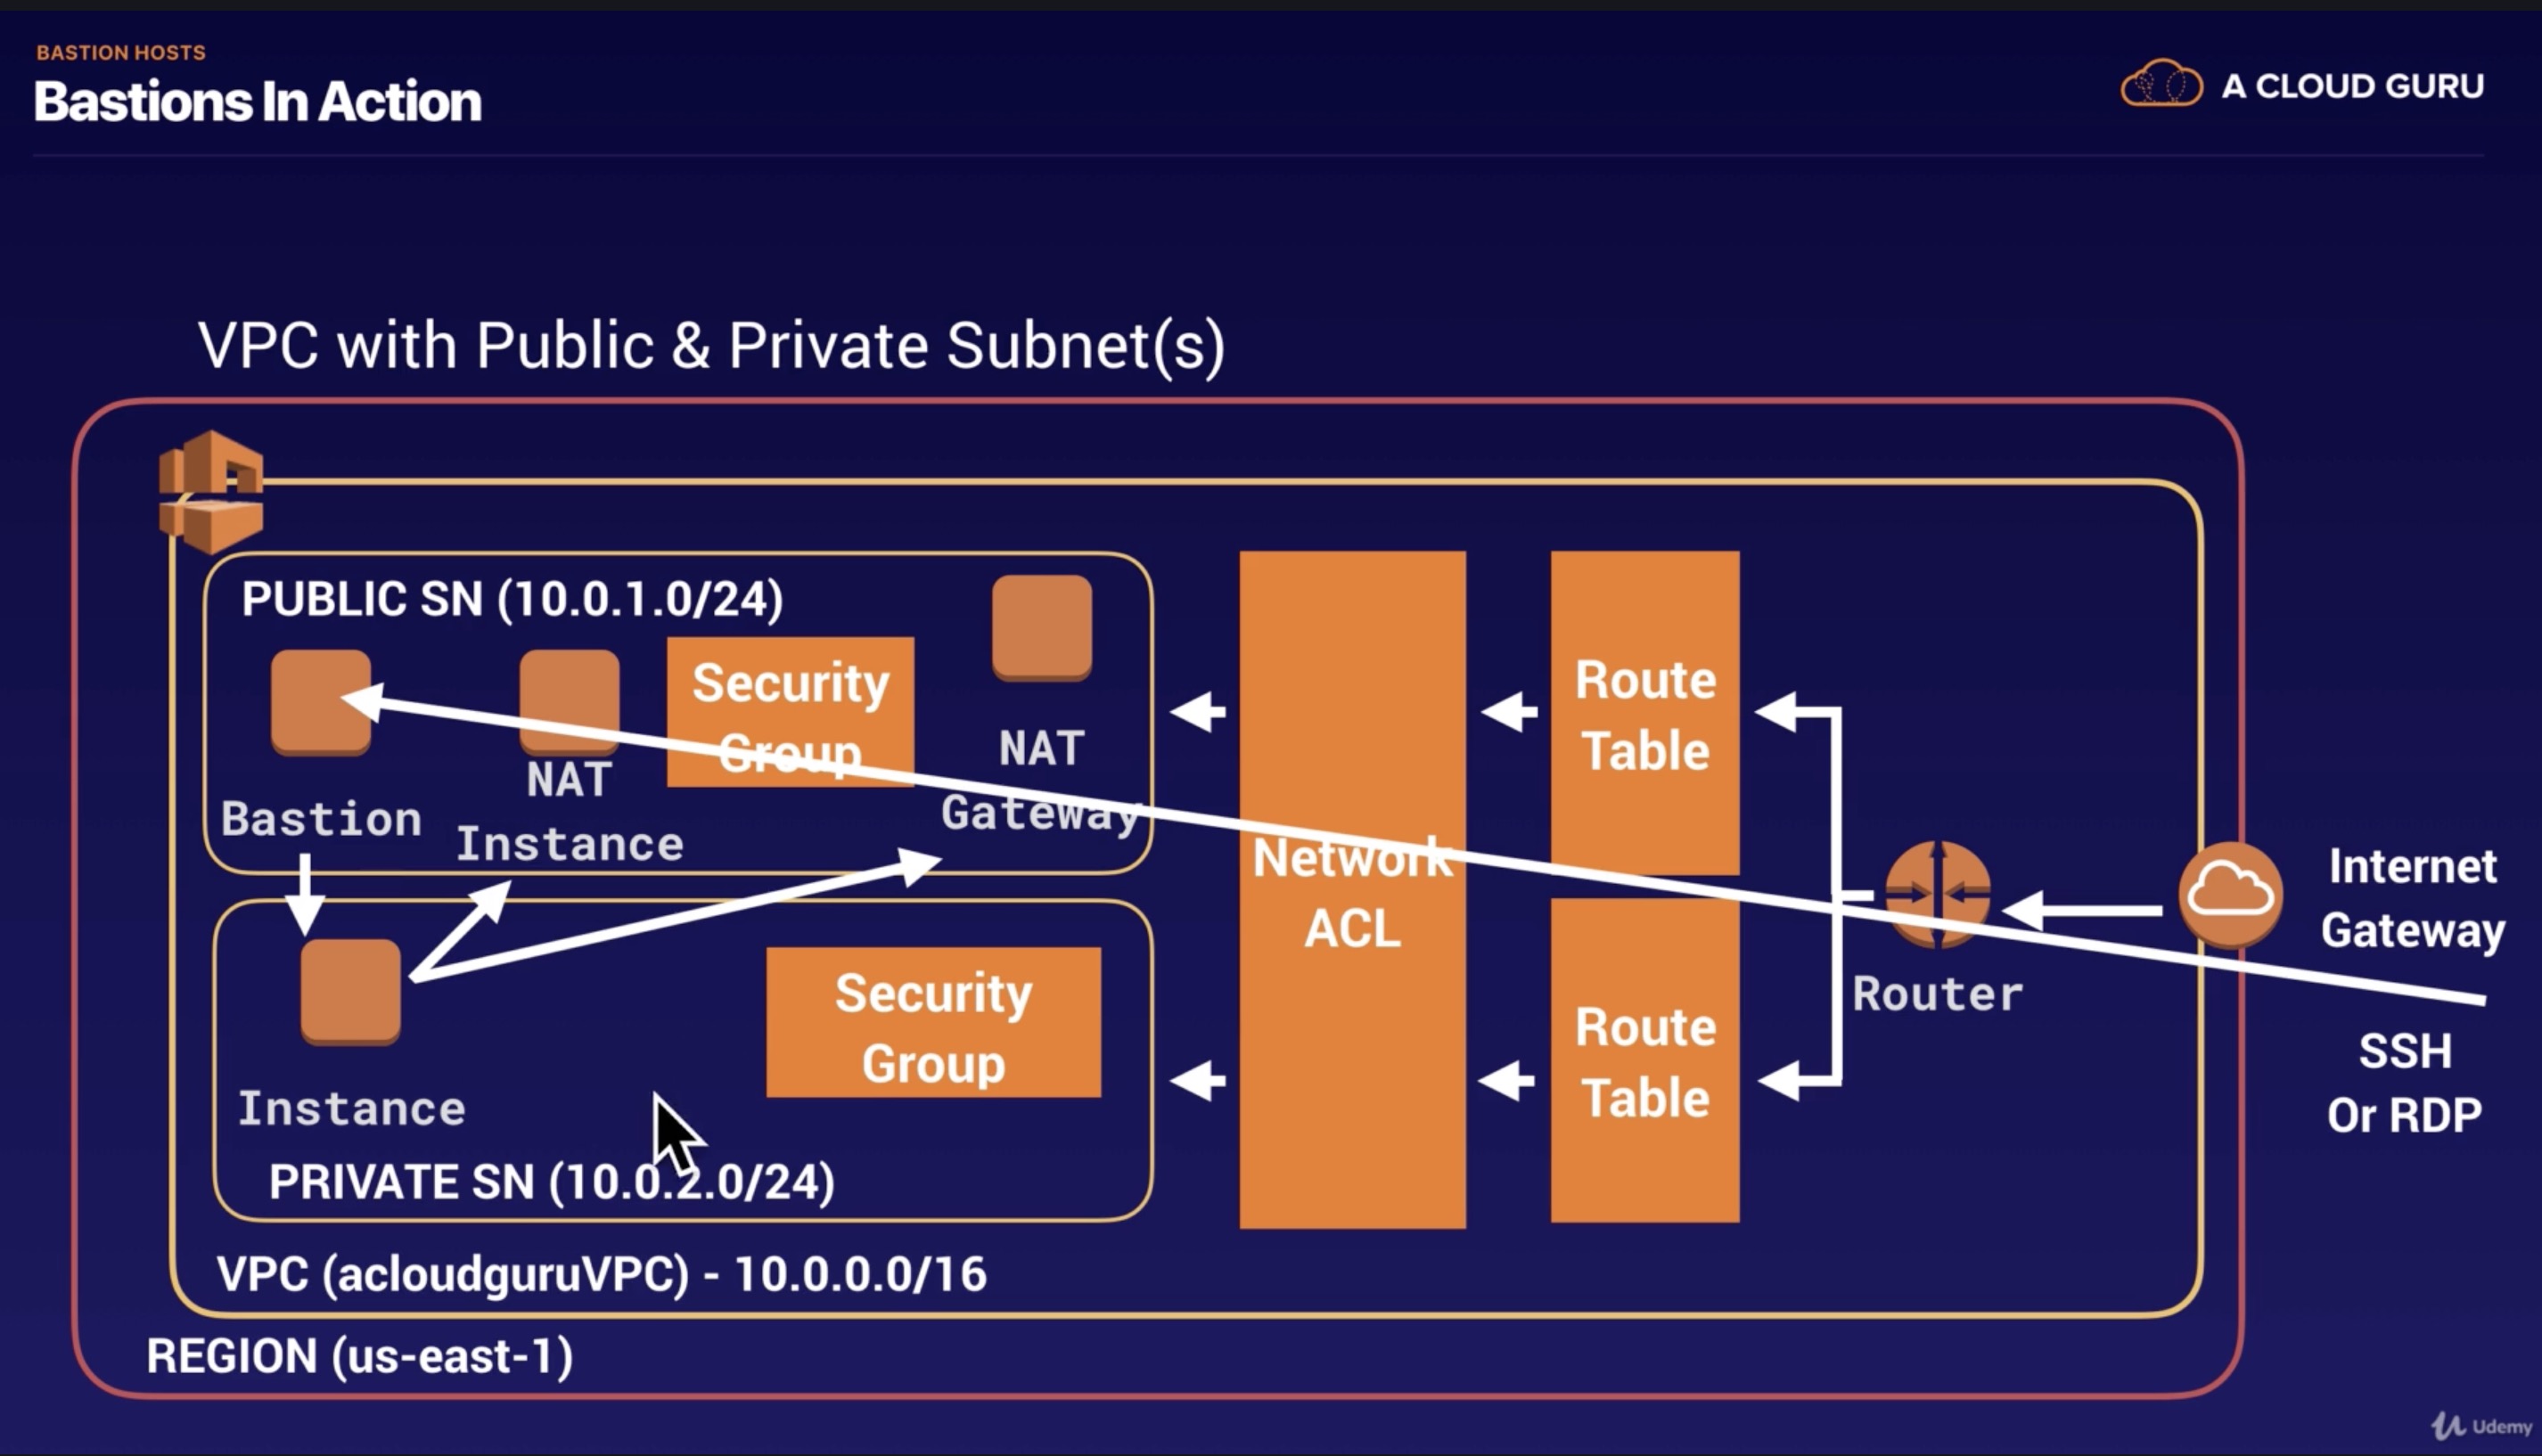 BASTION HOSTS
Bastions In Action
A CLOUD GURU
VPC with Public & Private Subnet(s)
PUBLIC SN (10.0.1.0/24)
Bastion
NAT
Instance
Security
Group
NAT
Gateway
Instance
Security
Group
PRIVATE SN (10.0.2.0/24)
Network
ACL
Route
Table
Route
Table
Router
Internet
Gateway
SSH
Or RDP
VPC (acloudguruVPC) - 10.0.0.0/16
REGION (us-east-1)
Udemy